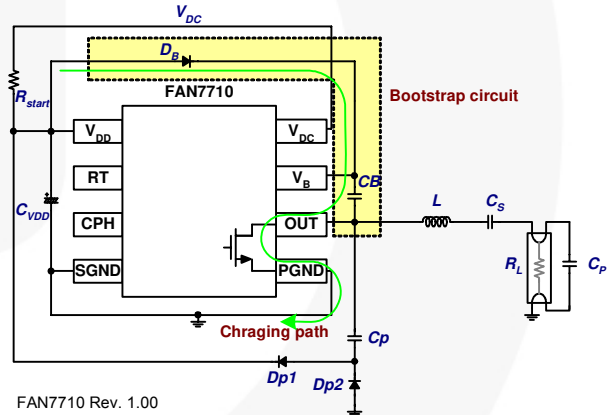 VDC
DB
FAN7710
Rstart
Bootstrap circuit
VDD
VDC
RT
VB
CB
CVDD
CPH
OUT
L
CS
SGND
PGND
RL
CP
Chraging path
Cp
Dp1
Dp2
FAN7710 Rev. 1.00